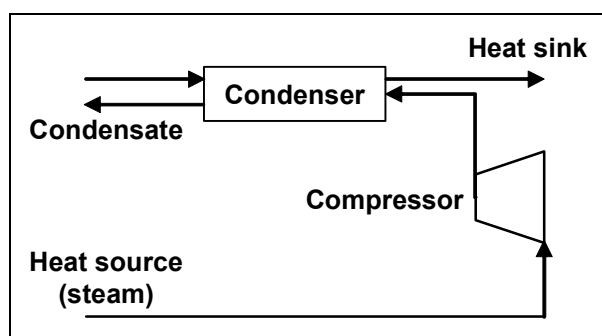 Heat sink
Condenser
Condensate
Compressor
Heat source
(steam)